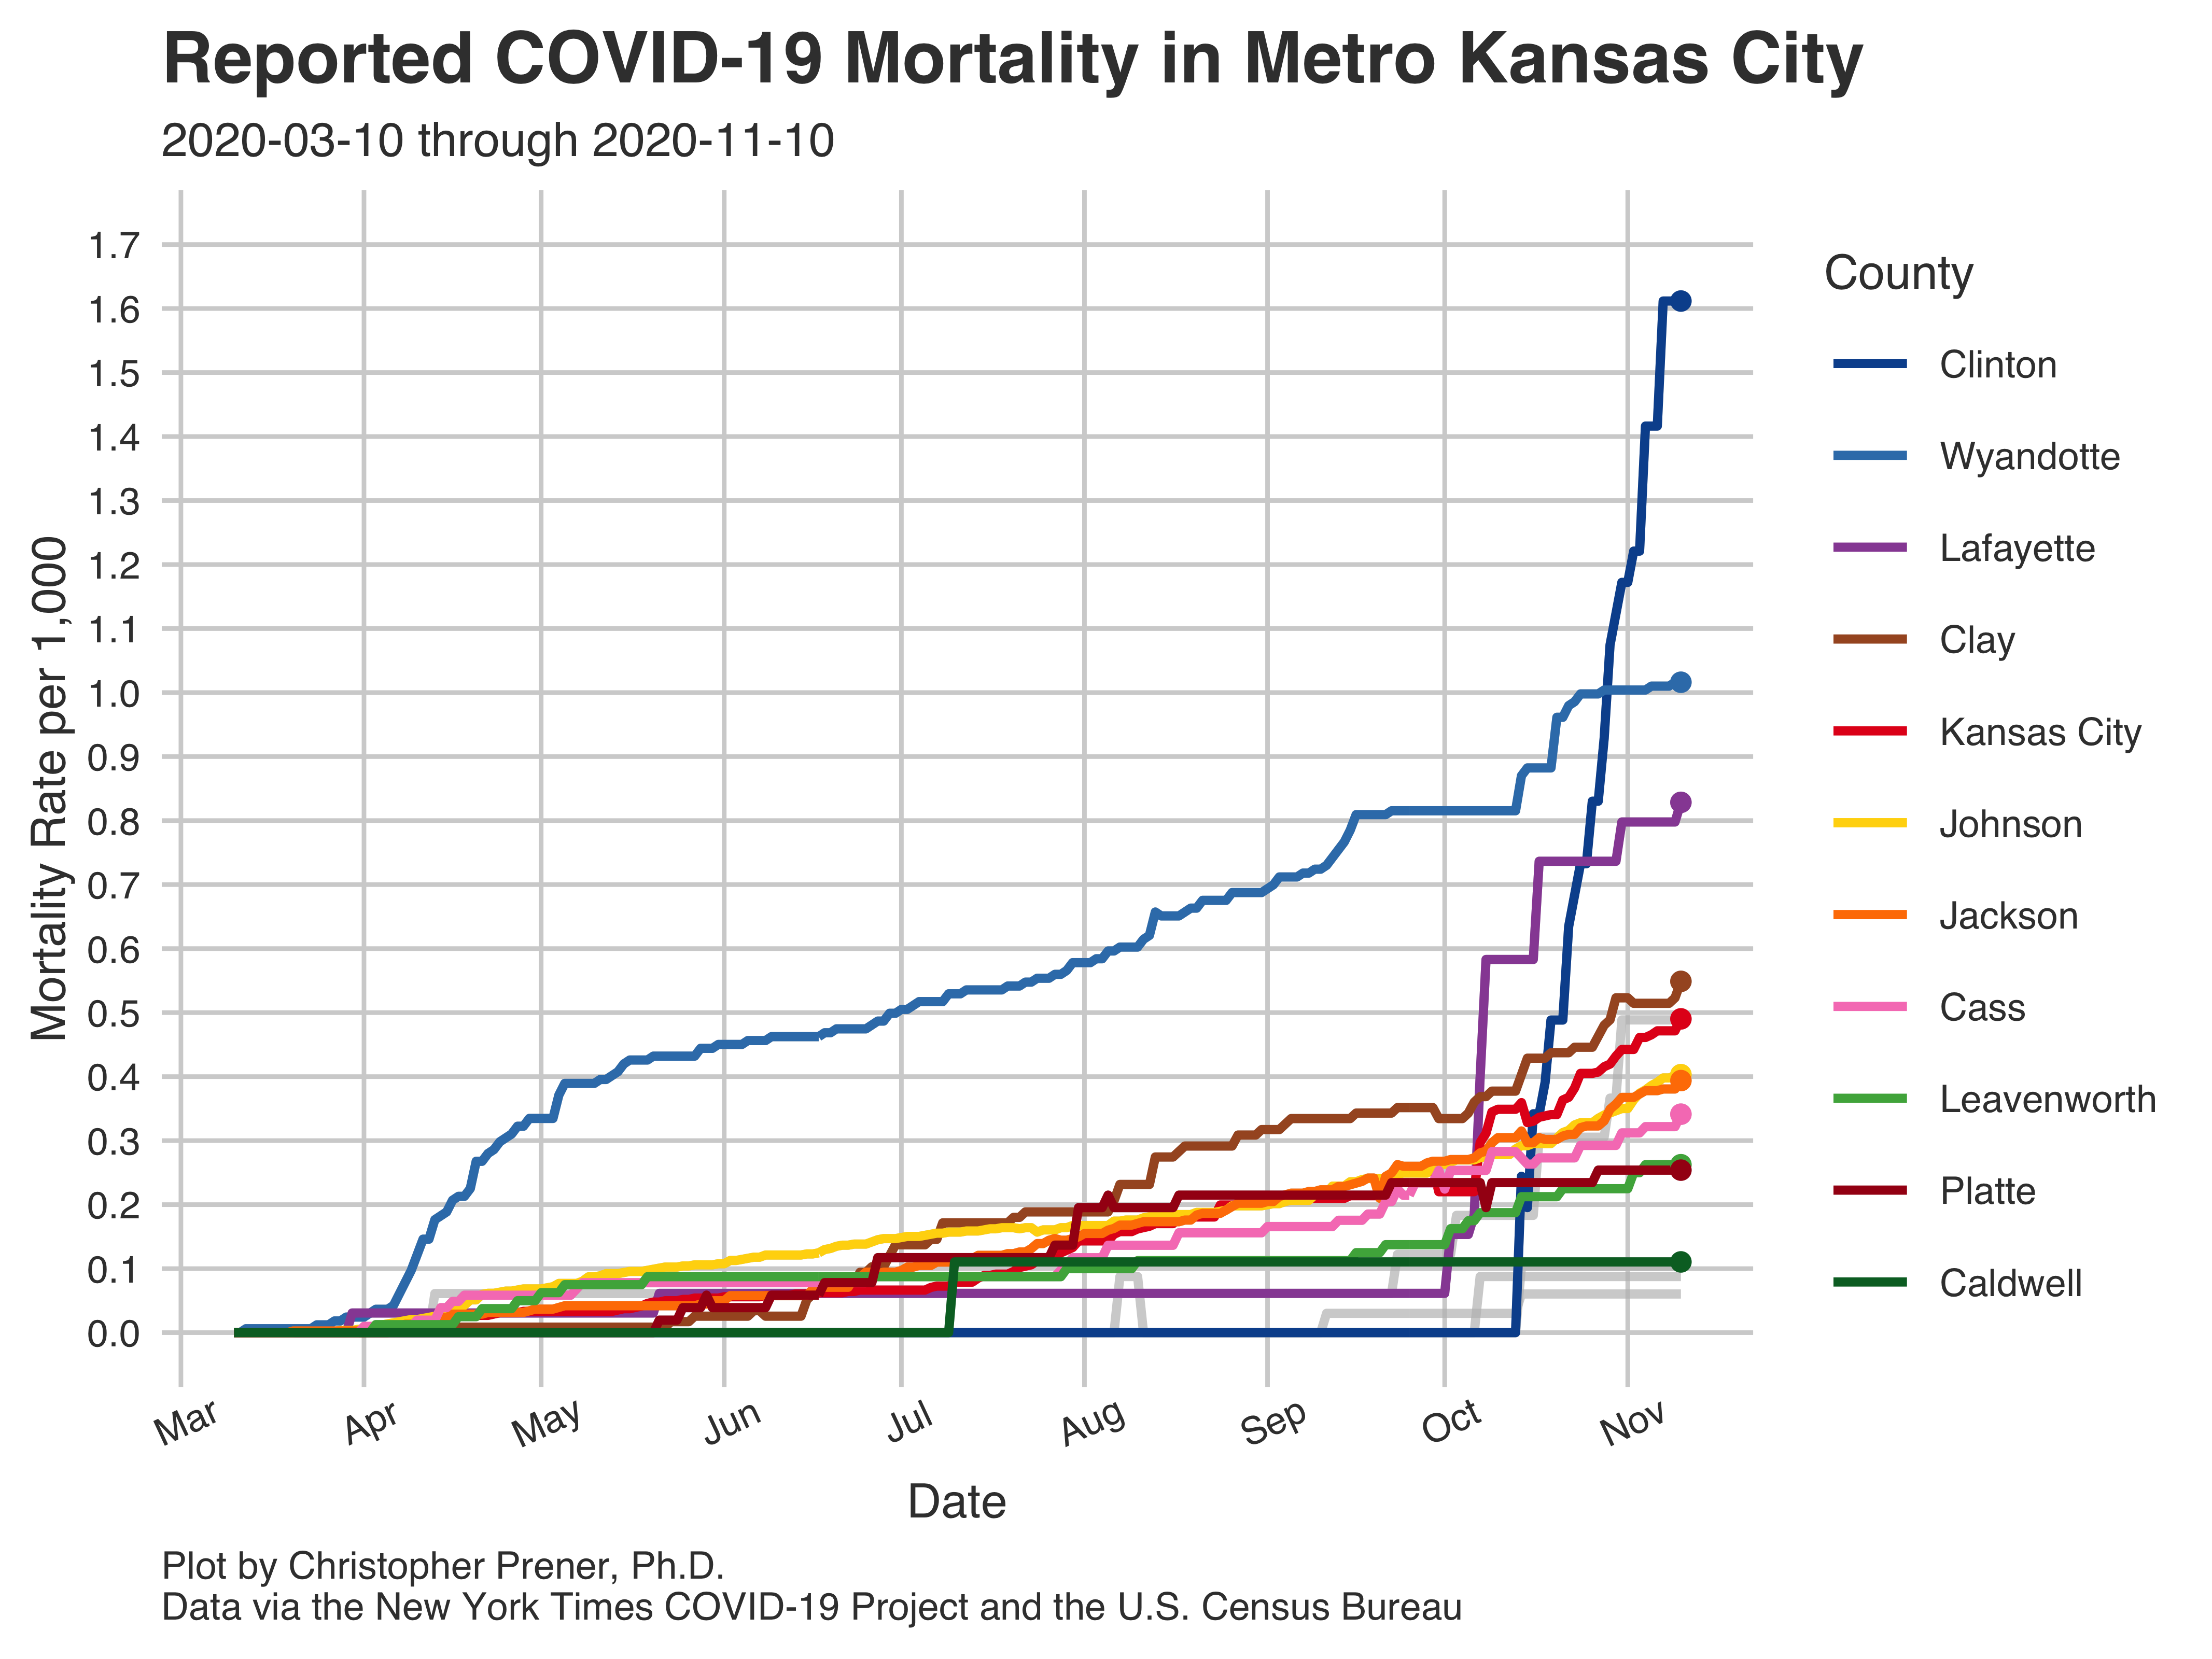 Reported COVID-19 Mortality in Metro Kansas City
2020-03-10 through 2020-11-10
Mortality Rate per 1,000
1.7
1.6
1.5
1.4
1.3
1.2
1.1
1.0
0.9
0.8
0.7
0.6
0.5
0.4
0.3
0.2
0.1
0.0
Mar
Apr
May
Jun
Jul
Aug
Sep
Oct
Nov
Date
County
Clinton
Wyandotte
Lafayette
Clay
Kansas City
Johnson
Jackson
Cass
Leavenworth
Platte
Caldwell
Plot by Christopher Prener, Ph.D.
Data via the New York Times COVID-19 Project and the U.S. Census Bureau